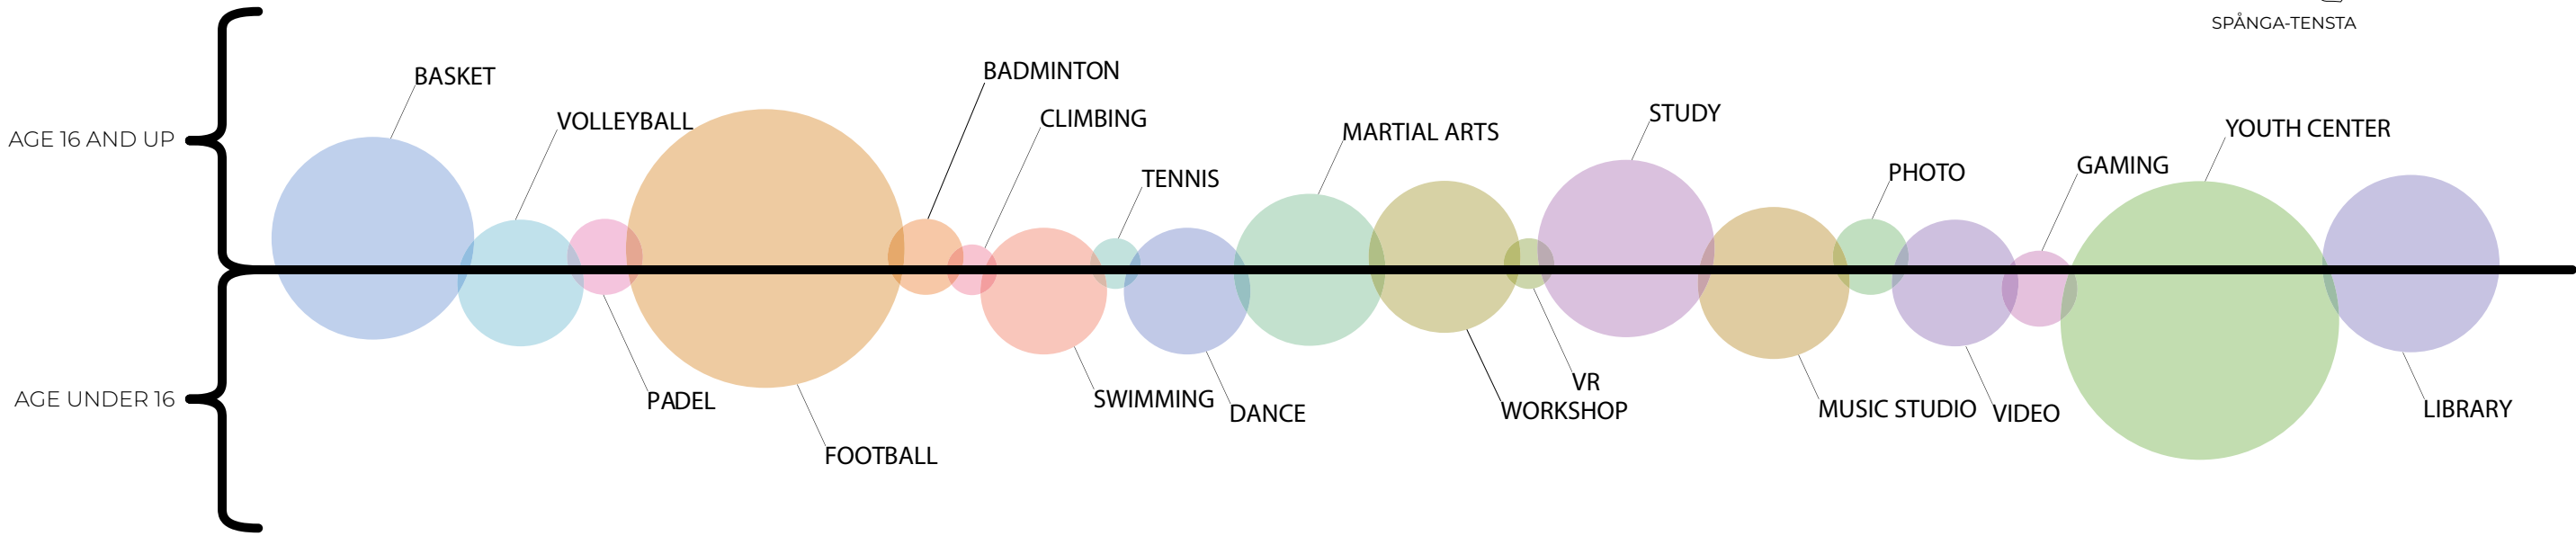 SPÅNGA-TENSTA
BASKET
BADMINTON
VOLLEYBALL
CLIMBING
STUDY
YOUTH CENTER
MARTIAL ARTS
AGE 16 AND UP
GAMING
PHOTO
TENNIS
VR
AGE UNDER 16
PADEL
SWIMMING
DANCE
WORKSHOP
MUSIC STUDIO
VIDEO
LIBRARY
FOOTBALL